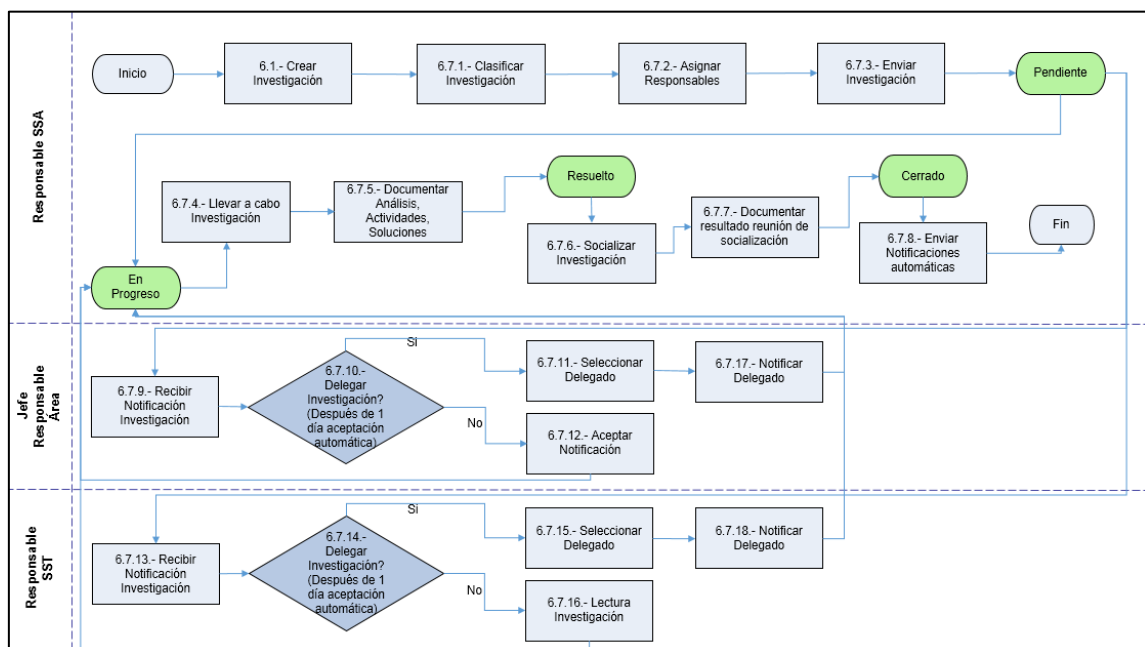 Responsable SSA
Inicio
6.1.- Crear
Investigación
6.7.1.- Clasificar
Investigación
6.7.2.- Asignar
Responsables
6.7.3.- Enviar
Investigación
Pendiente
6.7.4.- Llevar a cabo
Investigación
6.7.5.- Documentar
Análisis,
Actividades,
Soluciones
Resuelto
6.7.6.- Socializar
Investigación
6.7.7.- Documentar
resultado reunión de
socialización
Cerrado
6.7.8.- Enviar
Notificaciones
automáticas
Fin
En
Progreso
Jefe
Responsable
Área
6.7.9.- Recibir
Notificación
Investigación
6.7.10.-
Delegar
Investigación?
(Después de 1
día aceptación
automática)
Si
No
6.7.11.- Seleccionar
Delegado
6.7.17.- Notificar
Delegado
6.7.12.- Aceptar
Notificación
Responsable
SST
6.7.13.- Recibir
Notificación
Investigación
6.7.14.-
Delegar
Investigación?
(Después de 1
día aceptación
automática)
Si
No
6.7.15.- Seleccionar
Delegado
6.7.18.- Notificar
Delegado
6.7.16.- Lectura
Investigación